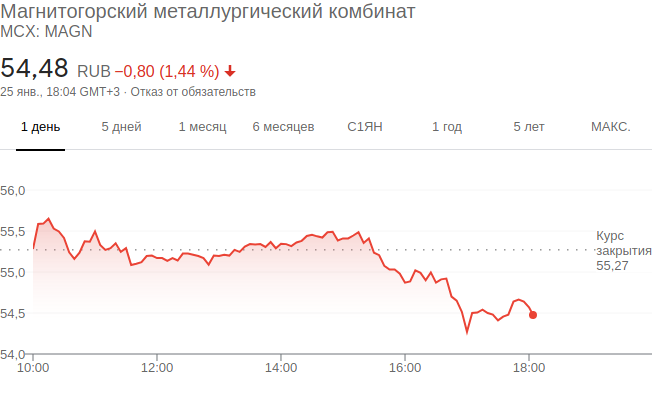 Магнитогорский металлургический комбинат
MCX: MAGN
54,48 RUB −0,80 (1,44 %)
25 янв., 18:04 GMT+3 · Отказ от обязательств
1 день 5 дней 1 месяц 6 месяцев С1ЯН 1 год 5 лет МАКС.
56,0
55,5
Курс
закрытия
55,27
55,0
54,5
54,0
10:00 12:00 14:00 16:00 18:00